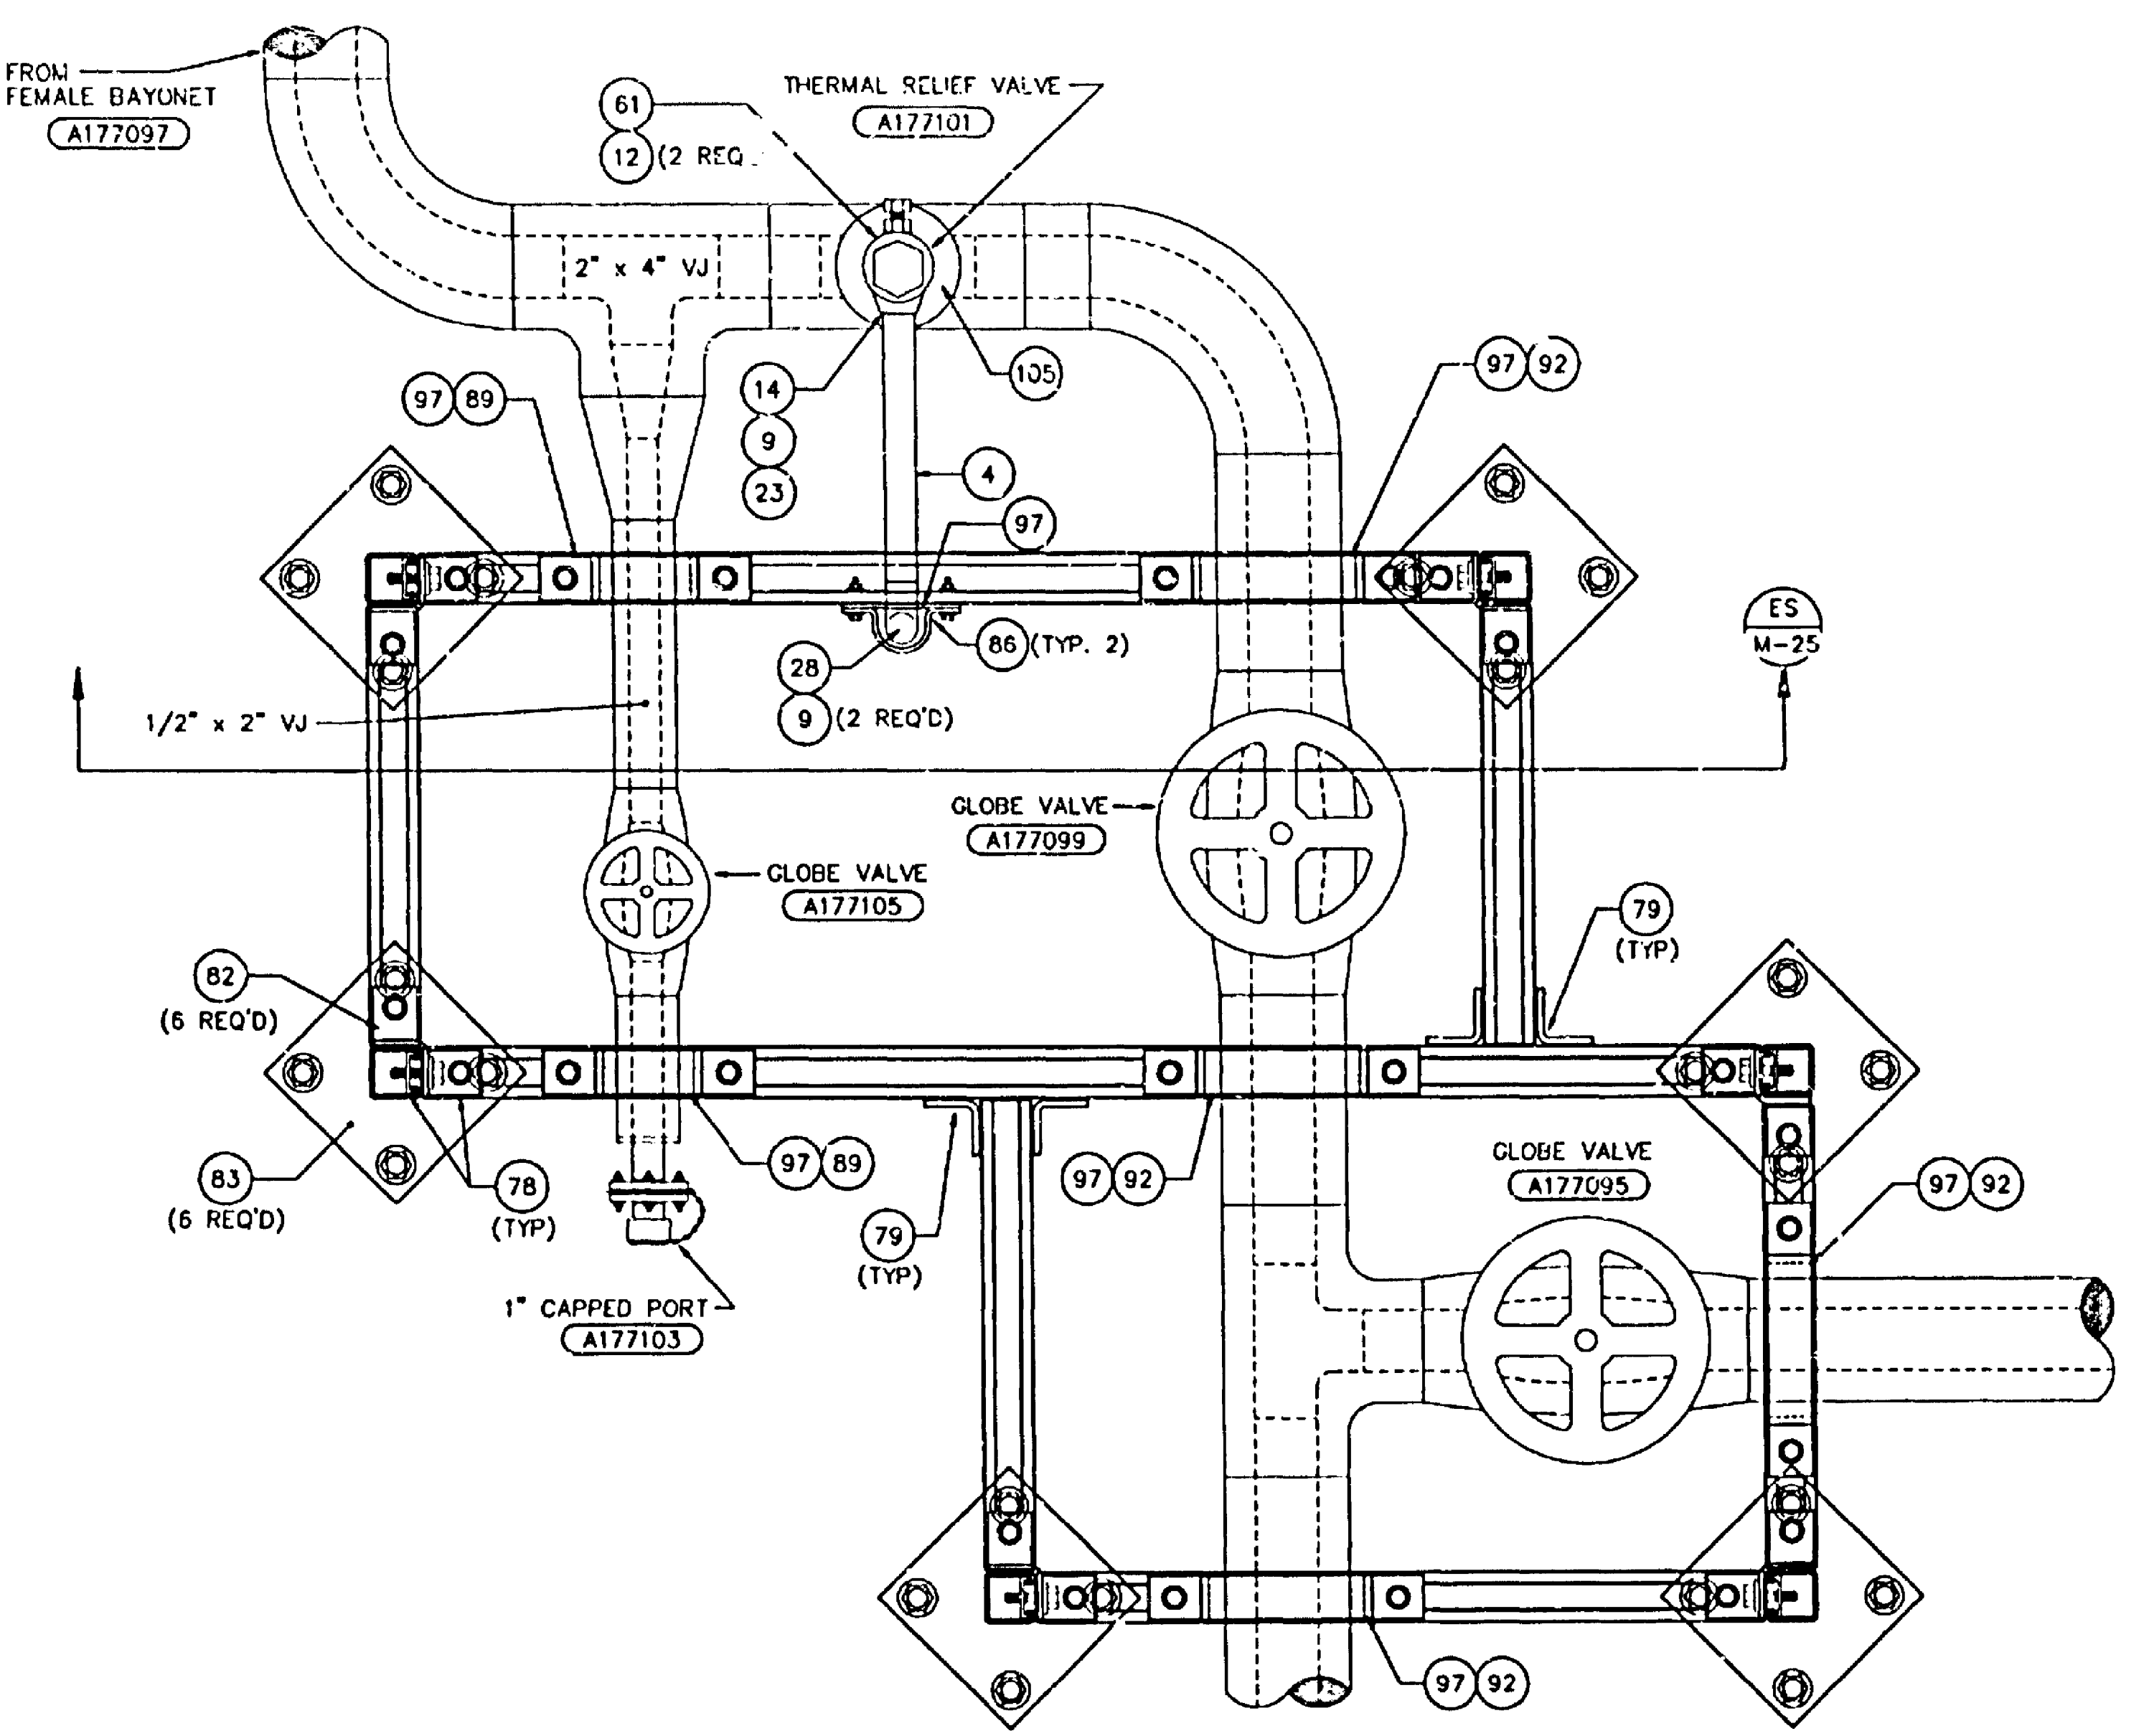 FROM
FEMALE BAYONET
A177097
61
12 (2 REQ
THERMAL RELIEF VALVE
A177101
2" x 4" VJ
105
14
9
23
4
97 89
97 92
97
86 (TYP. 2)
28
9 (2 REQ'D)
ES
M-25
1/2" x 2" VJ
GLOBE VALVE
A177099
GLOBE VALVE
A177105
79
(TYP)
82
(6 REQ'D)
83
(6 REQ'D)
78
(TYP)
97 89
79
(TYP)
97 92
GLOBE VALVE
A177095
97 92
1" CAPPED PORT
A177103
97 92